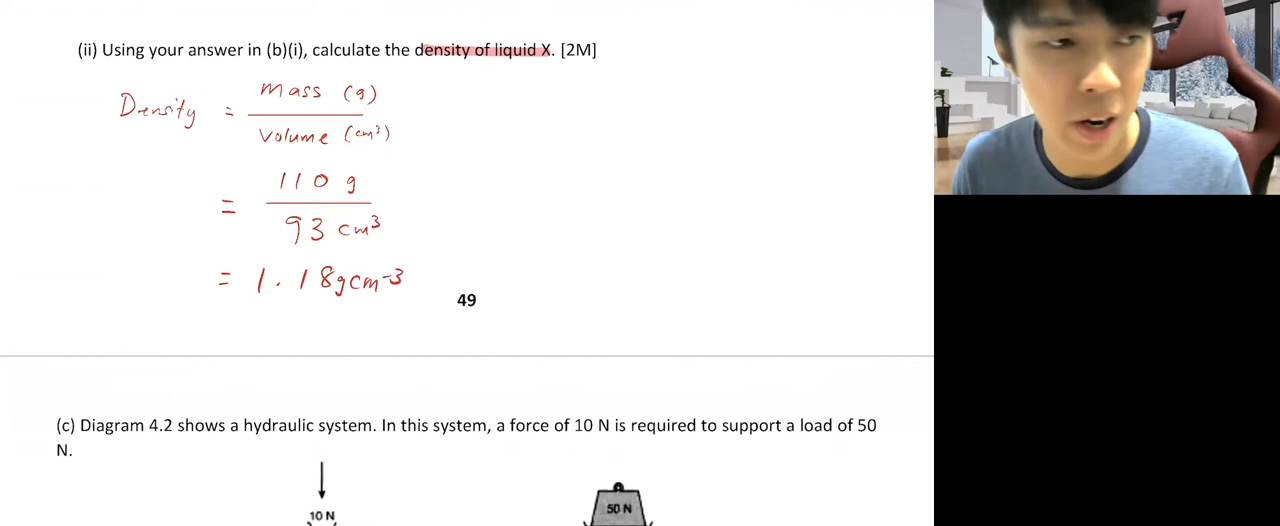 (ii) Using your answer in (b)(i), calculate the density of liquid X. [2M]
Density = mass (g)
volume (cm³)
= 110 g
93 cm³
= 1.18gcm-3
49
(c) Diagram 4.2 shows a hydraulic system. In this system, a force of 10 N is required to support a load of 50
N.
10 N
50 N